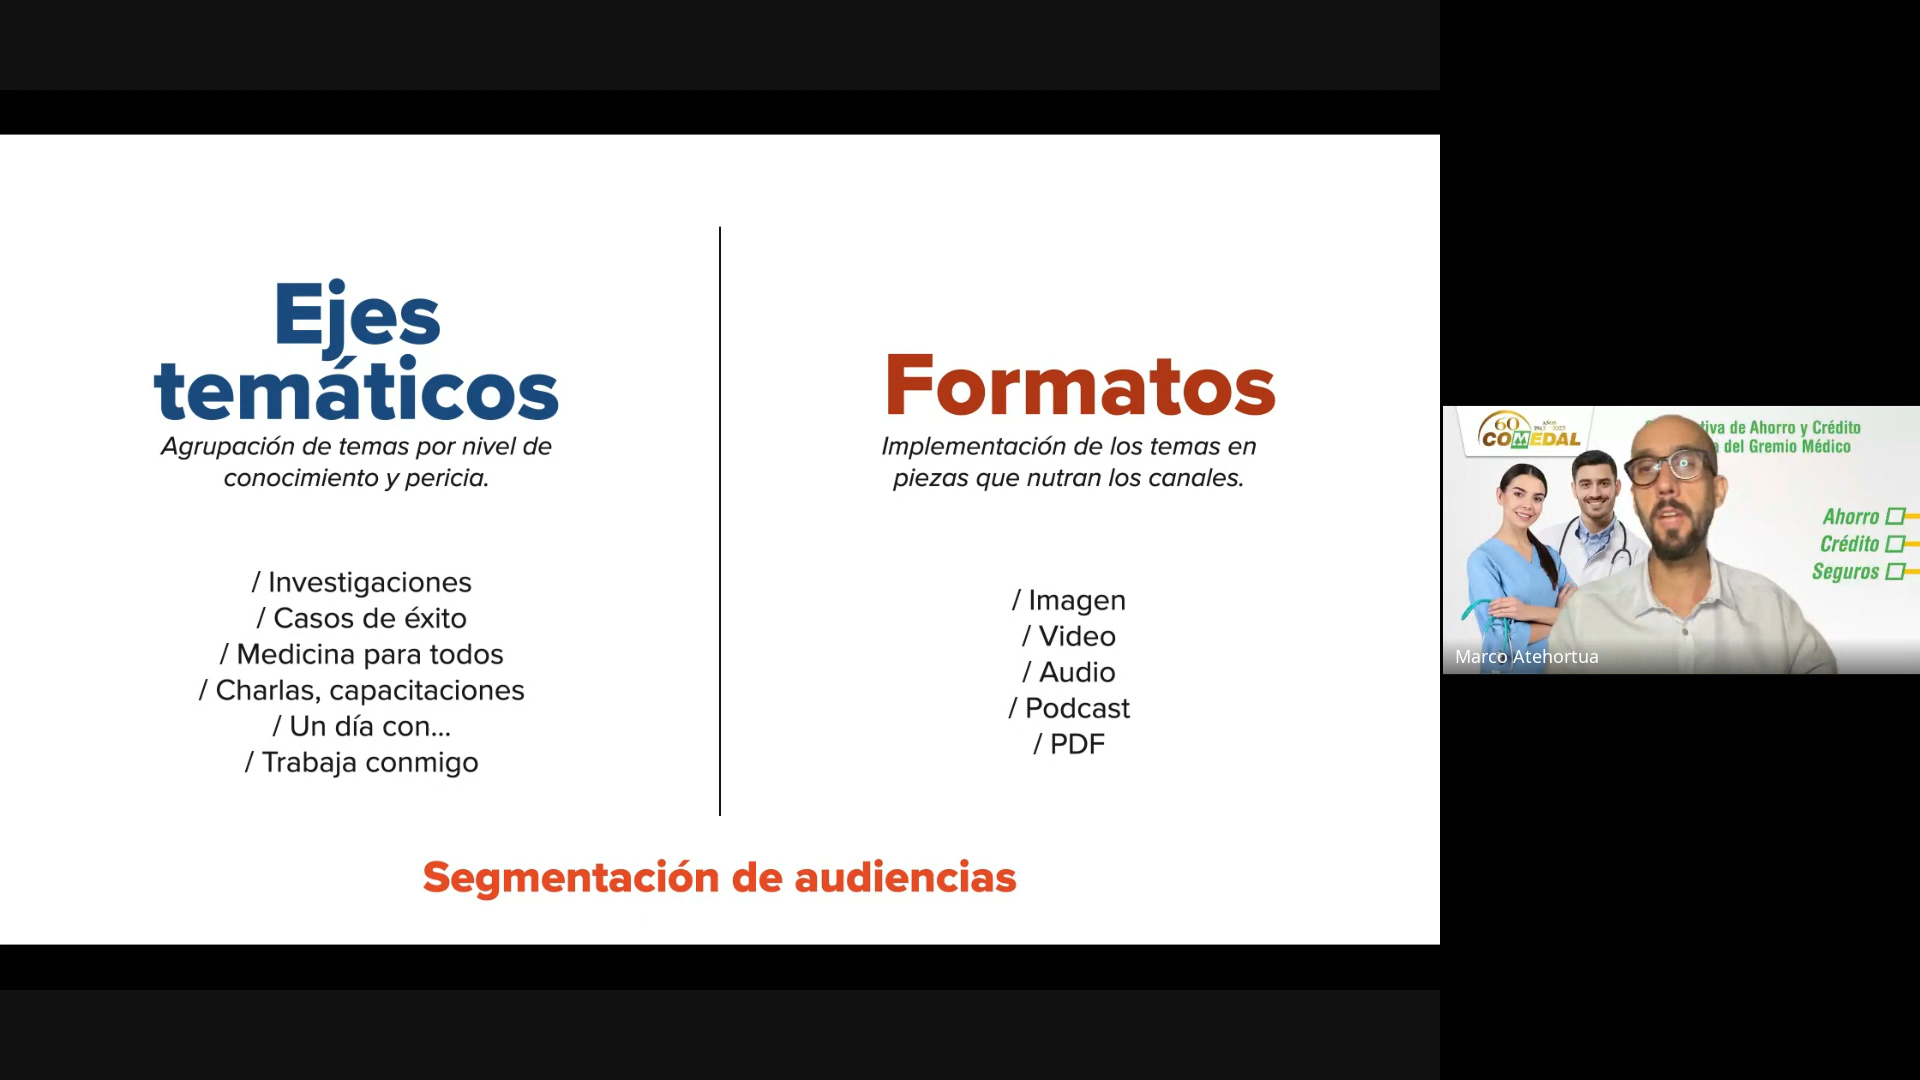 Ejes
temáticos
Agrupación de temas por nivel de
conocimiento y pericia.
/ Investigaciones
/ Casos de éxito
/ Medicina para todos
/ Charlas, capacitaciones
/ Un día con...
/ Trabaja conmigo
Formatos
Implementación de los temas en
piezas que nutran los canales.
/ Imagen
/ Video
/ Audio
/ Podcast
/ PDF
Segmentación de audiencias
60 AÑOS
COMEDAL
de Ahorro y Crédito
del Gremio Médico
Ahorro
Crédito
Seguros
Marco Atehortua